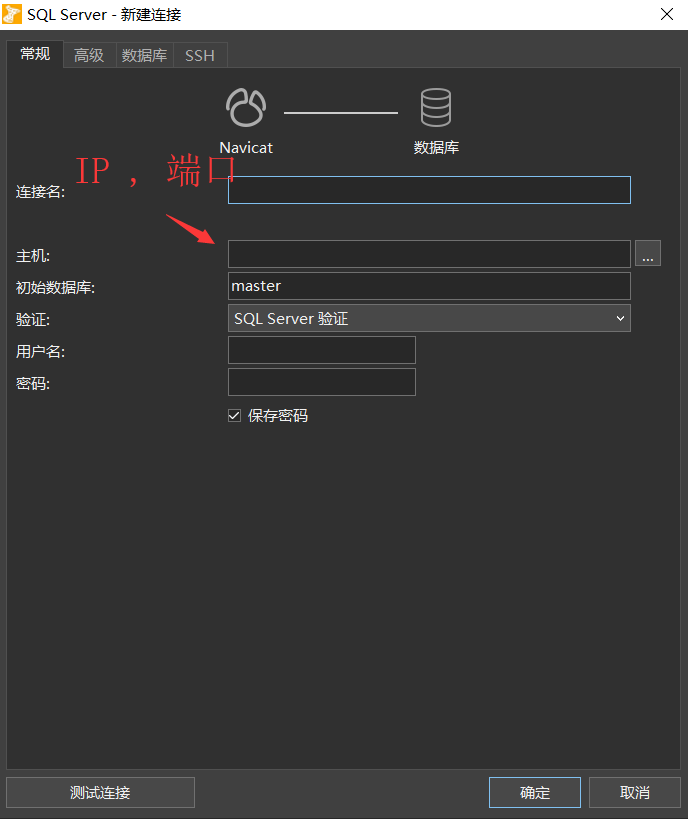 SQL Server - 新建连接
常规 高级 数据库 SSH
Navicat 数据库
IP ，端口
连接名:
主机: ...
初始数据库: master
验证: SQL Server 验证
用户名:
密码:
保存密码
测试连接 确定 取消